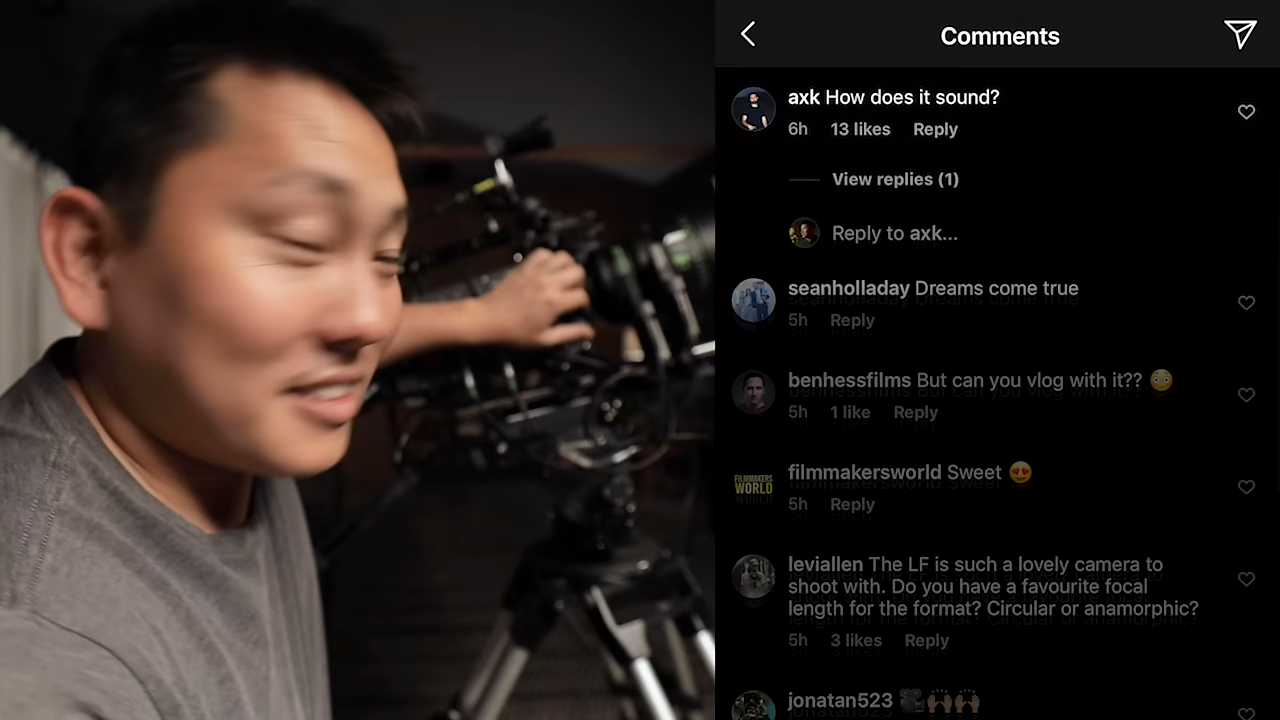 Comments
axk How does it sound?
6h 13 likes Reply
View replies (1)
Reply to axk...
seanholladay Dreams come true
5h Reply
benhessfilms But can you vlog with it?? 😳
5h 1 like Reply
FILMMAKERS
WORLD
filmmakersworld Sweet 😍
5h Reply
leviallen The LF is such a lovely camera to
shoot with. Do you have a favourite focal
length for the format? Circular or anamorphic?
5h 3 likes Reply
jonatan523 🎥🙌🏽🙌🏽